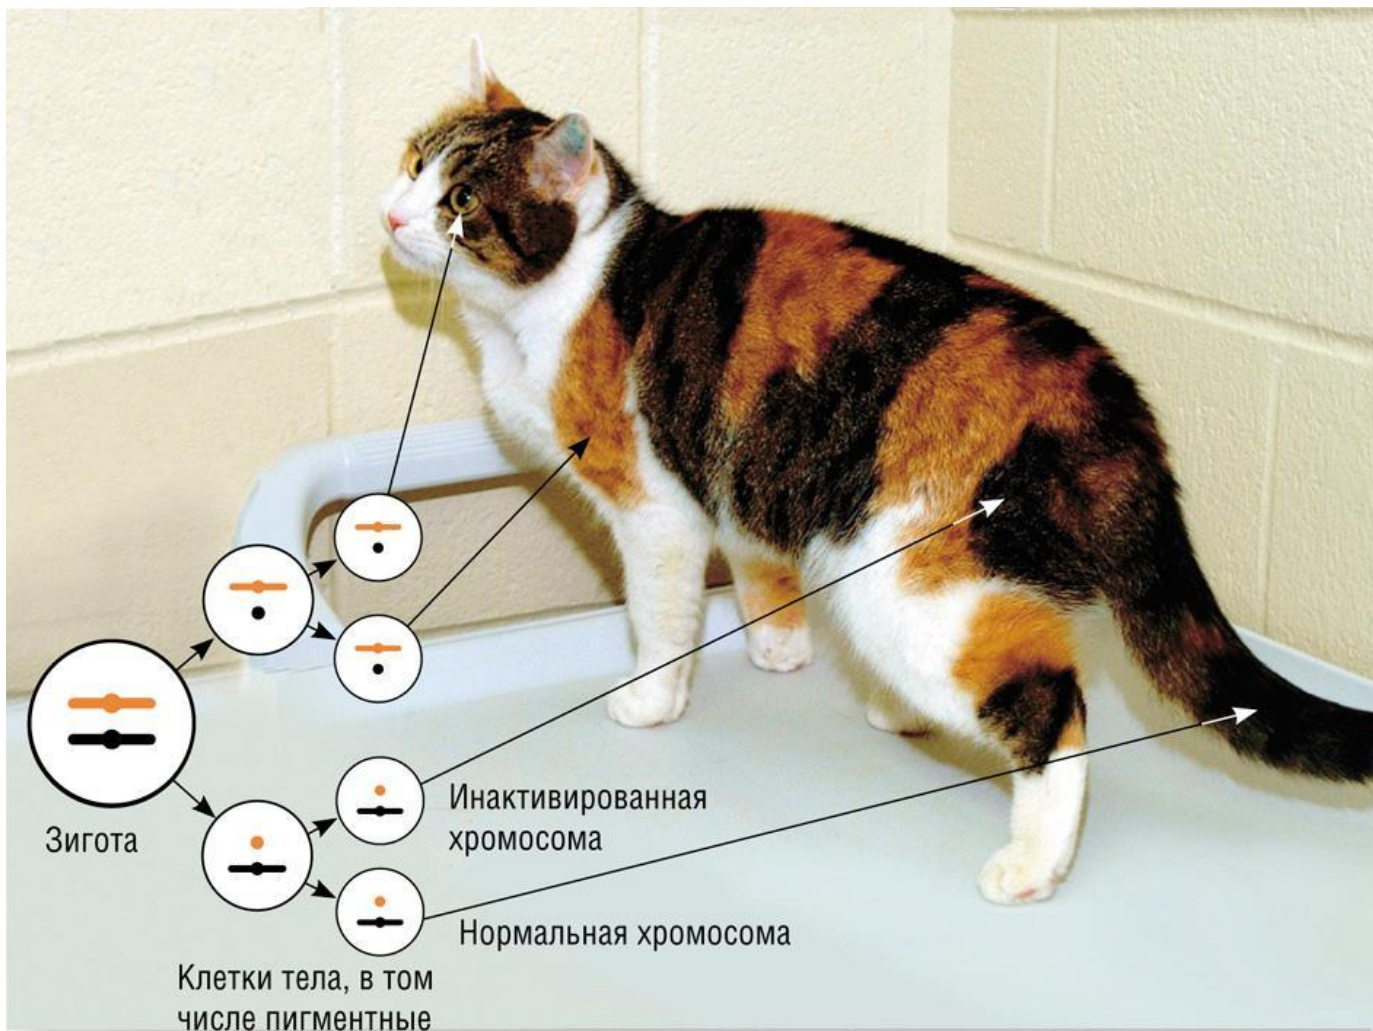 Зигота
Инактивированная
хромосома
Нормальная хромосома
Клетки тела, в том
числе пигментные